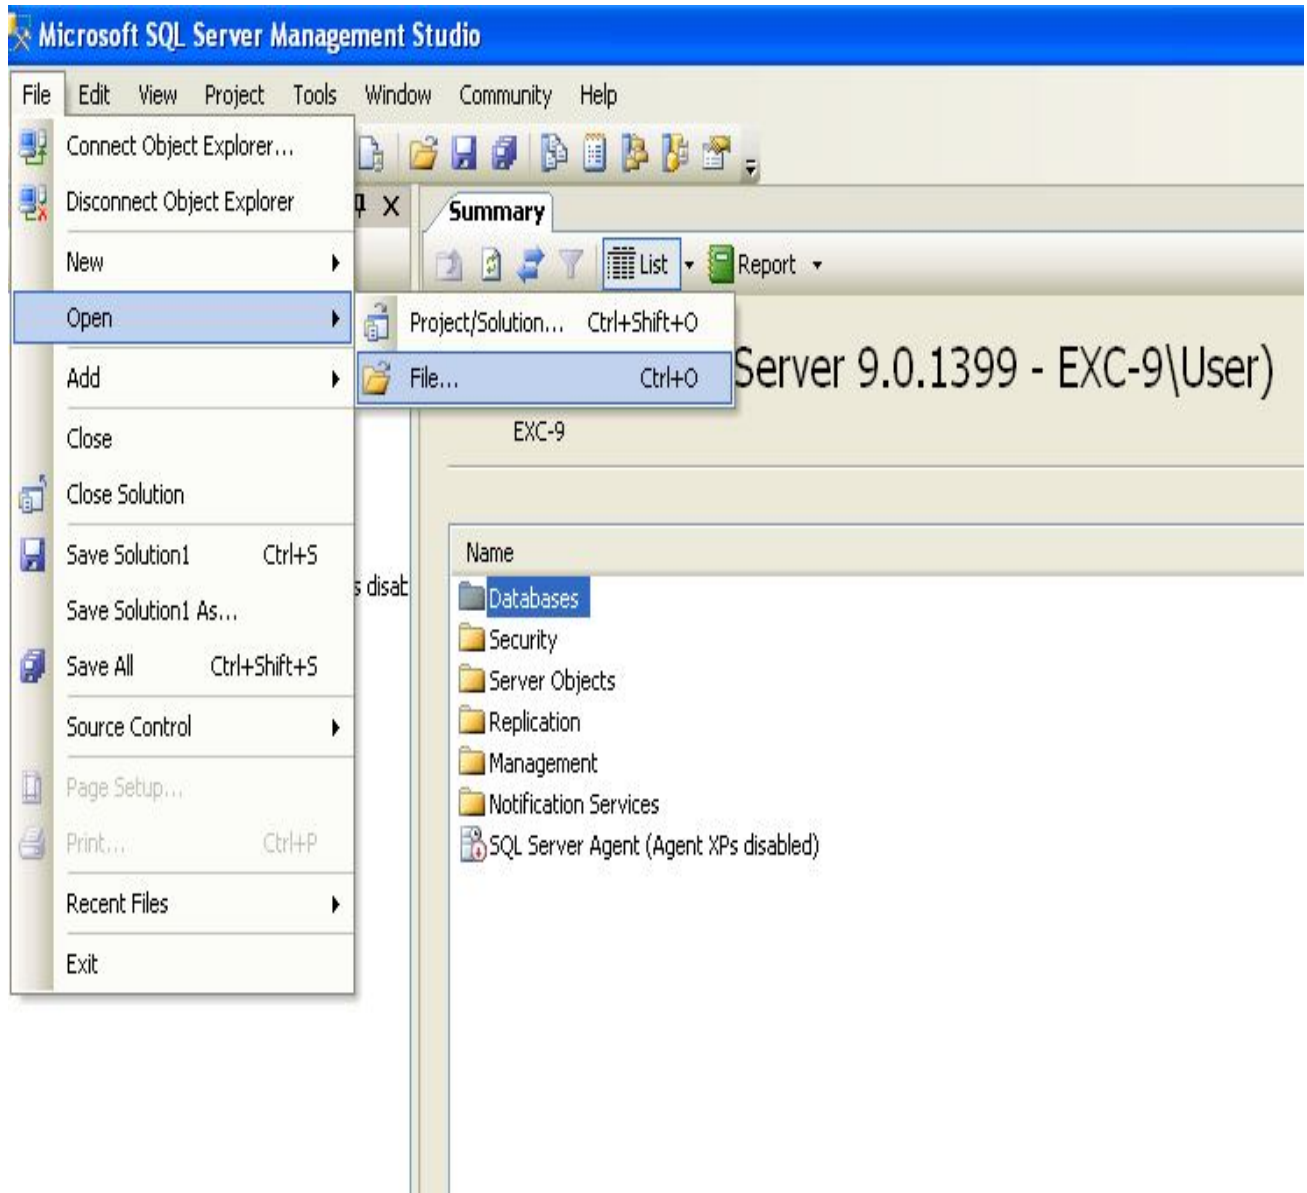 Microsoft SQL Server Management Studio
File Edit View Project Tools Window Community Help
Connect Object Explorer...
Disconnect Object Explorer
New
Open
Add
Close
Close Solution
Save Solution1 Ctrl+S
Save Solution1 As...
Save All Ctrl+Shift+S
Source Control
Page Setup...
Print... Ctrl+P
Recent Files
Exit
Project/Solution... Ctrl+Shift+O
File... Ctrl+O
s disab
Summary
List Report
Server 9.0.1399 - EXC-9\User)
EXC-9
Name
Databases
Security
Server Objects
Replication
Management
Notification Services
SQL Server Agent (Agent XPs disabled)